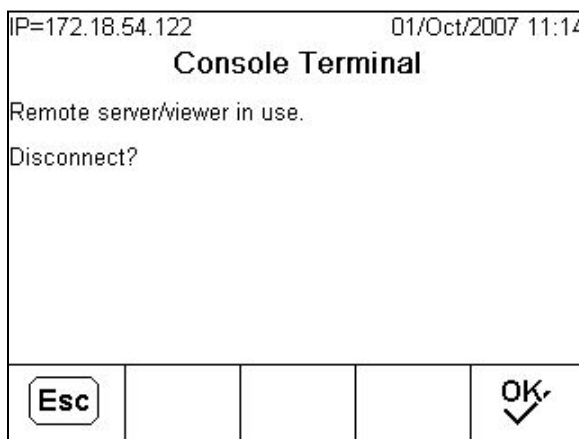 IP=172.18.54.122 01/Oct/2007 11:14
Console Terminal
Remote server/viewer in use.
Disconnect?
Esc OK